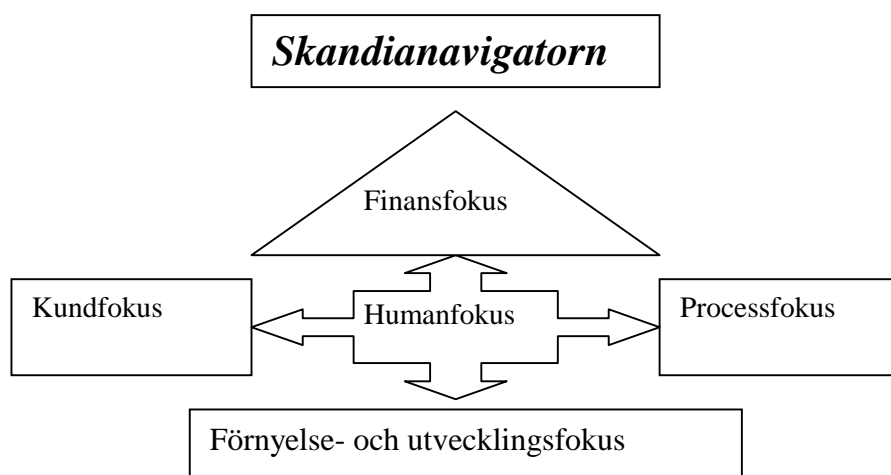 Skandianavigatorn
Finansfokus
Kundfokus
Humanfokus
Processfokus
Förnyelse- och utvecklingsfokus